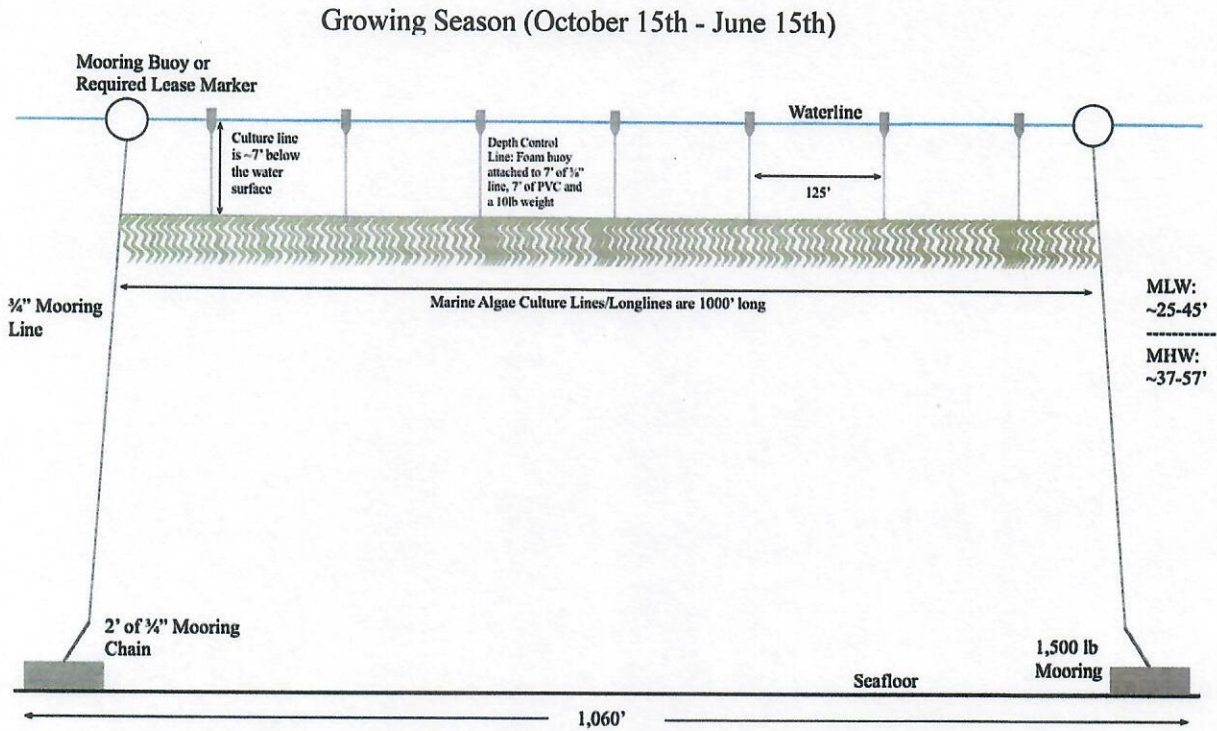 Growing Season (October 15th - June 15th)
Mooring Buoy or
Required Lease Marker
Waterline
Culture line
is ~7' below
the water
surface
Depth Control
Line: Foam buoy
attached to 7' of ⅜"
line, 7' of PVC and
a 10lb weight
125'
Marine Algae Culture Lines/Longlines are 1000' long
¾" Mooring
Line
MLW:
~25-45'
-----------
MHW:
~37-57'
2' of ¾" Mooring
Chain
1,500 lb
Mooring
Seafloor
1,060'